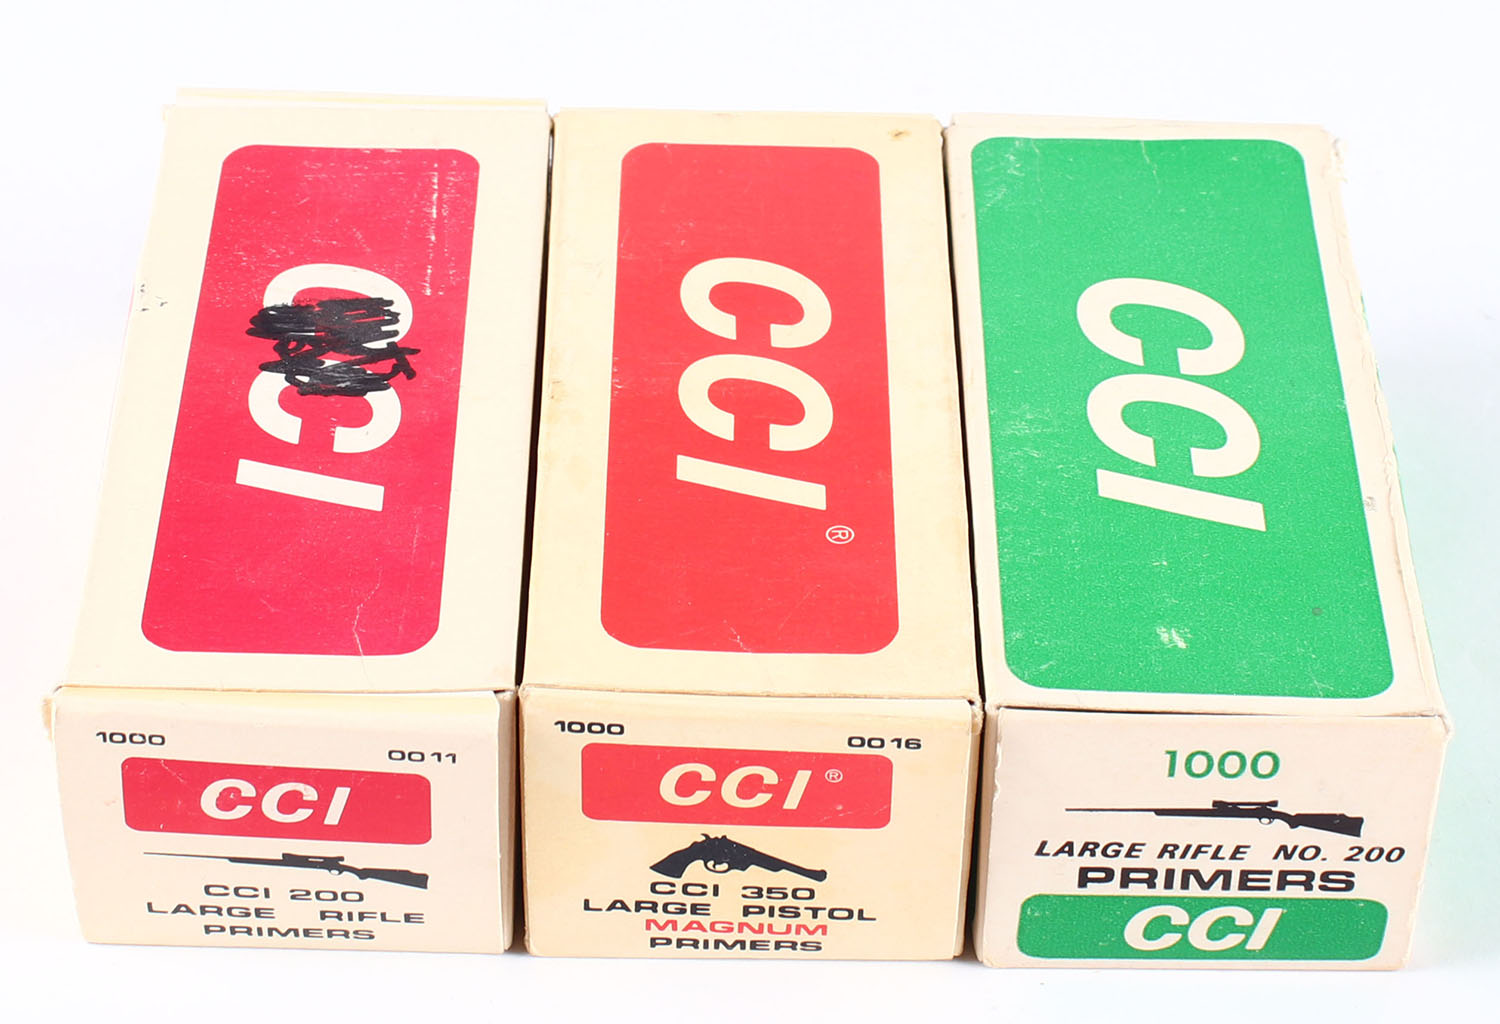 CCI
CCI ®
CCI
1000 0011
CCI
CCI 200
LARGE RIFLE
PRIMERS
1000 0016
CCI ®
CCI 350
LARGE PISTOL
MAGNUM
PRIMERS
1000
LARGE RIFLE NO. 200
PRIMERS
CCI